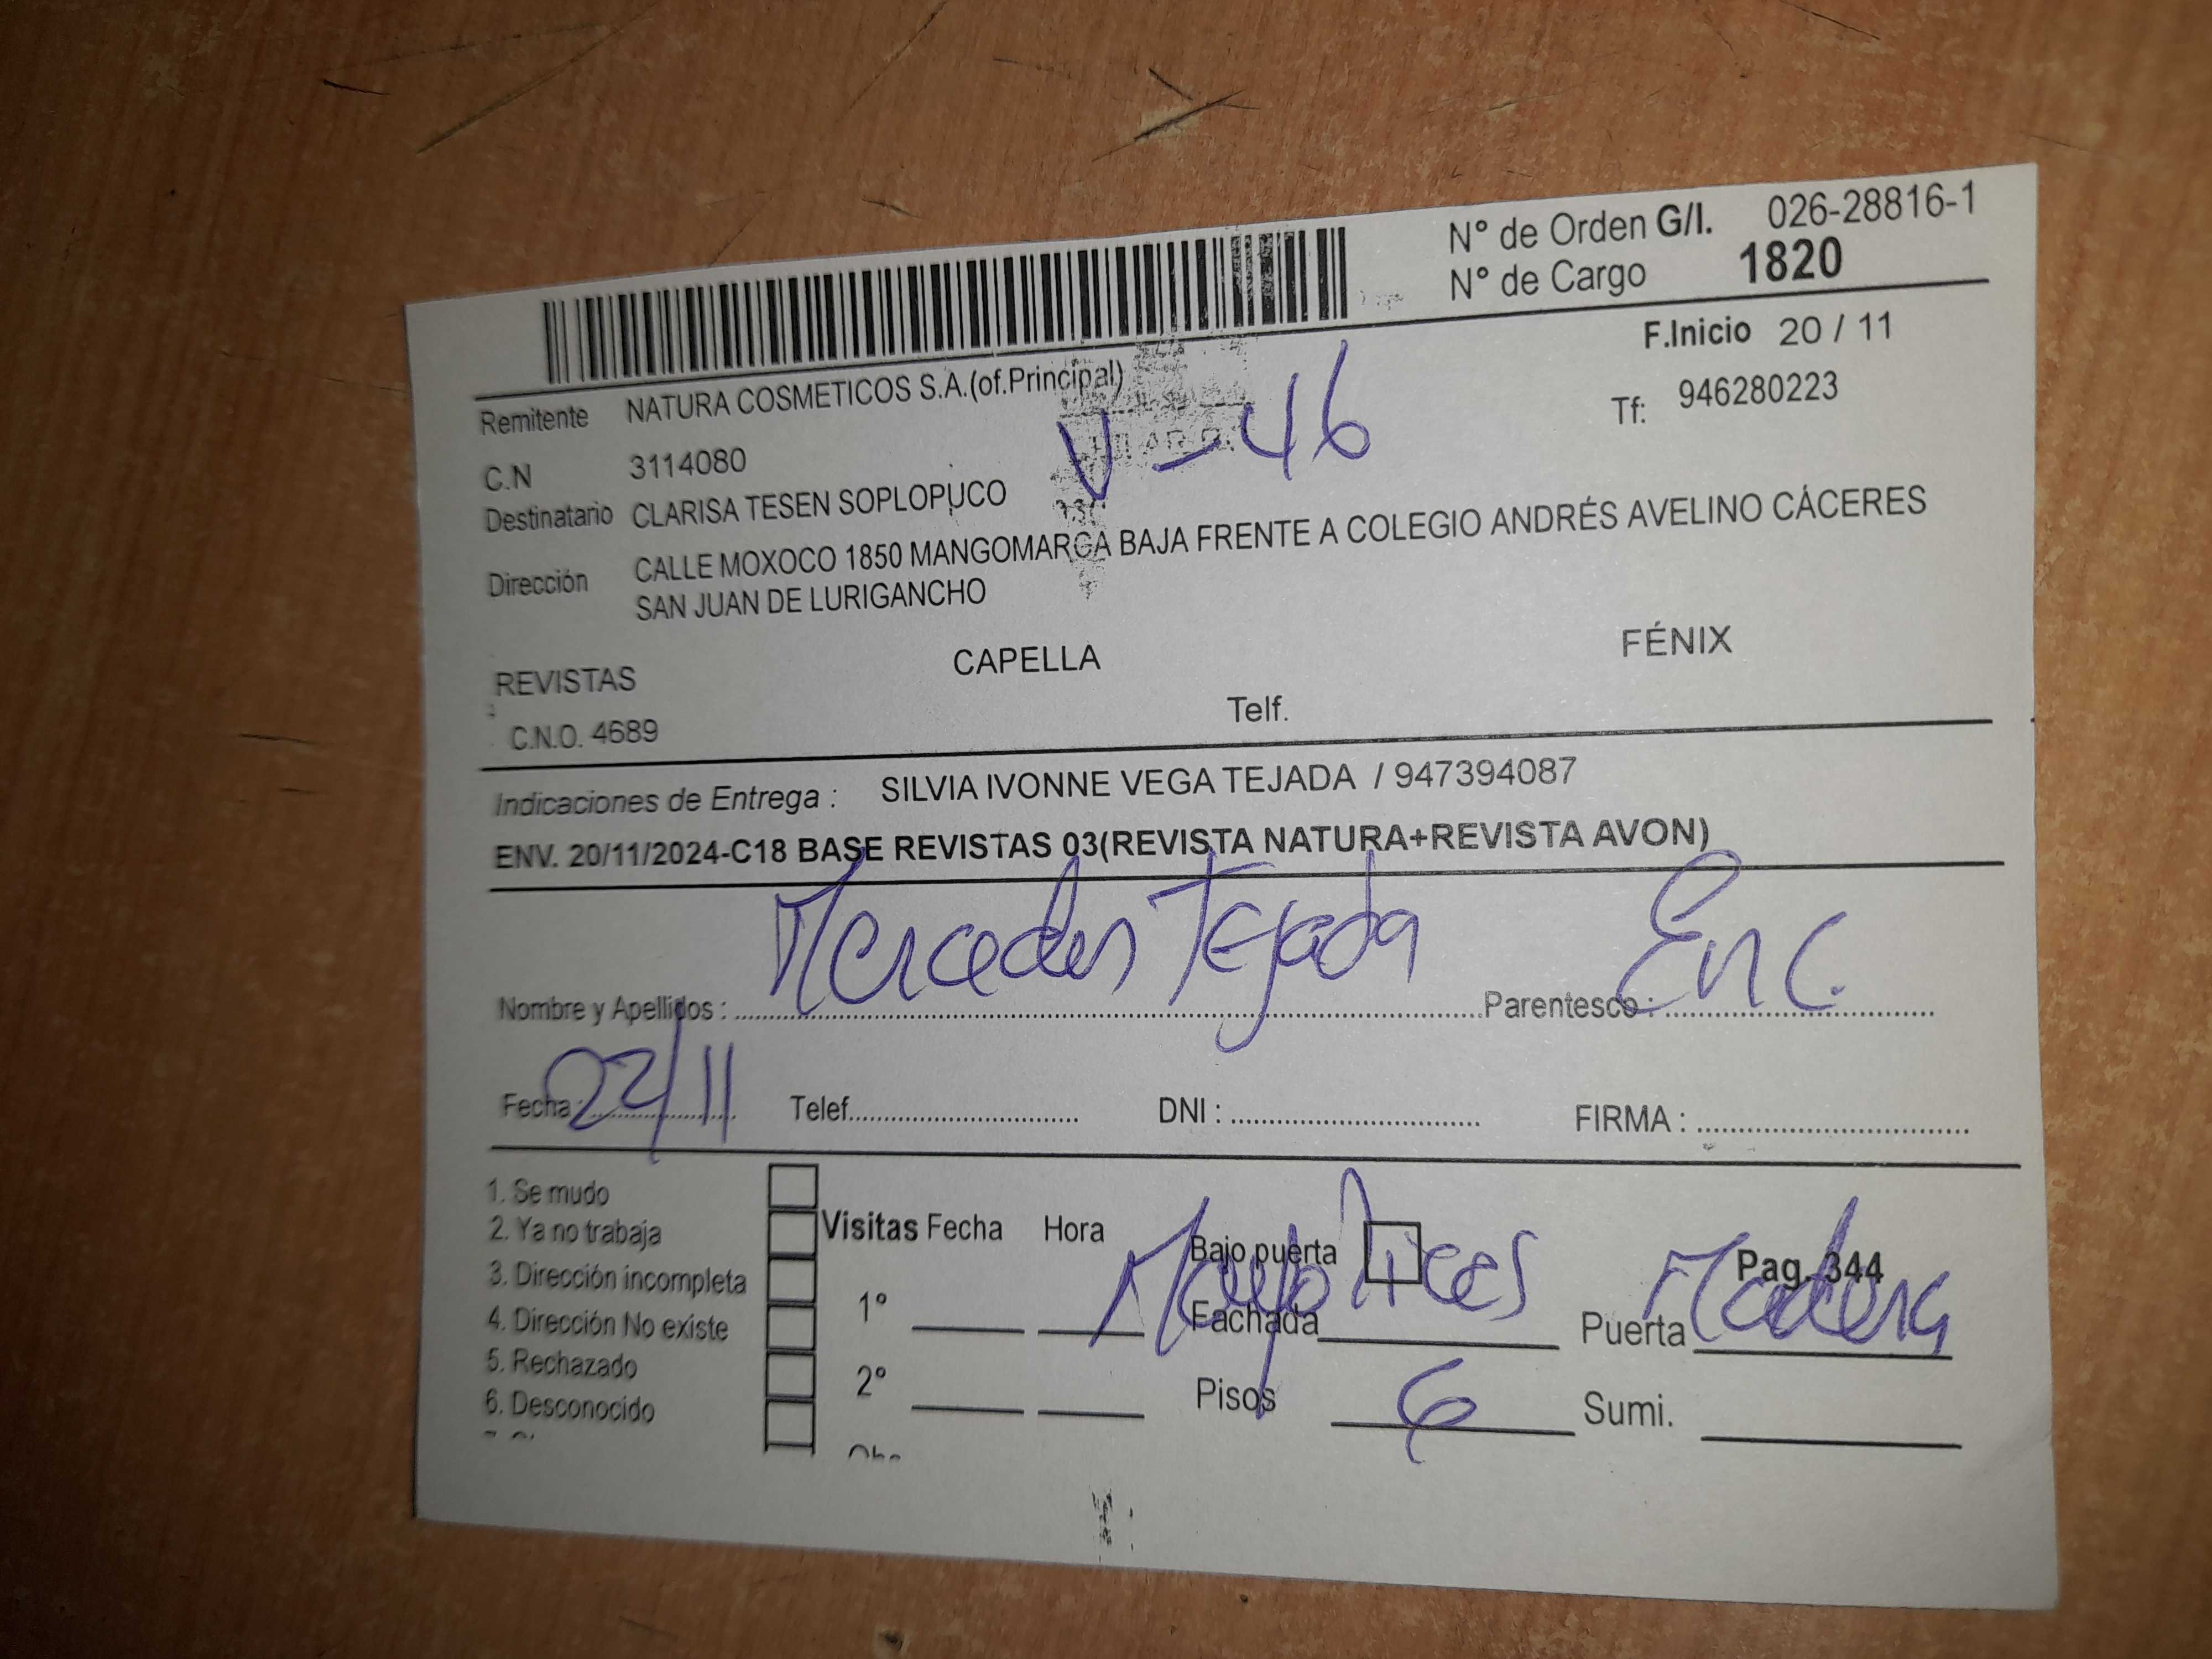 N° de Orden G/I. 026-28816-1
N° de Cargo 1820
F.Inicio 20 / 11
Remitente NATURA COSMETICOS S.A.(of.Principal)
Tf: 946280223
V-46
C.N 3114080
Destinatario CLARISA TESEN SOPLOPUCO
Dirección CALLE MOXOCO 1850 MANGOMARCA BAJA FRENTE A COLEGIO ANDRÉS AVELINO CÁCERES
SAN JUAN DE LURIGANCHO
REVISTAS CAPELLA FÉNIX
C.N.O. 4689 Telf.
Indicaciones de Entrega : SILVIA IVONNE VEGA TEJADA / 947394087
ENV. 20/11/2024-C18 BASE REVISTAS 03(REVISTA NATURA+REVISTA AVON)
Nombre y Apellidos : Mercedes Tejada Parentesco : Enc.
Fecha : 22/11 Telef. DNI : FIRMA :
1. Se mudo
2. Ya no trabaja Visitas Fecha Hora Bajo puerta Pag. 344
3. Dirección incompleta
4. Dirección No existe 1° Fachada Puerta Madera
5. Rechazado
6. Desconocido 2° Pisos 6 Sumi.